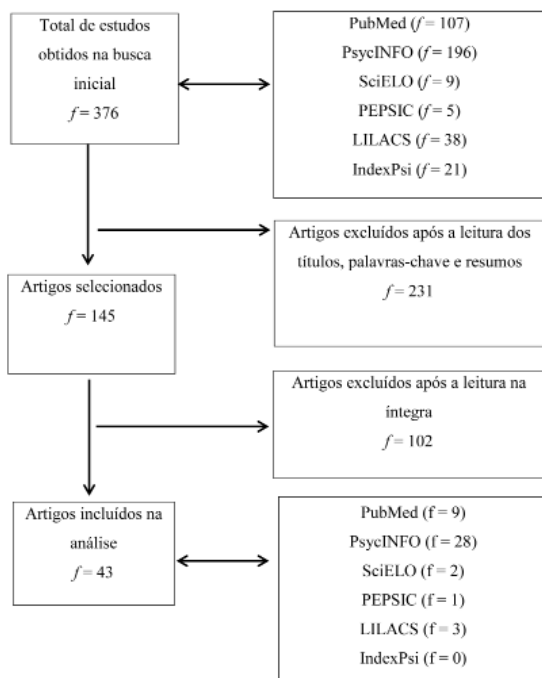 Total de estudos
obtidos na busca
inicial
f = 376
PubMed (f = 107)
PsycINFO (f = 196)
SciELO (f = 9)
PEPSIC (f = 5)
LILACS (f = 38)
IndexPsi (f = 21)
Artigos excluídos após a leitura dos
títulos, palavras-chave e resumos
f = 231
Artigos selecionados
f = 145
Artigos excluídos após a leitura na
íntegra
f = 102
Artigos incluídos na
análise
f = 43
PubMed (f = 9)
PsycINFO (f = 28)
SciELO (f = 2)
PEPSIC (f = 1)
LILACS (f = 3)
IndexPsi (f = 0)